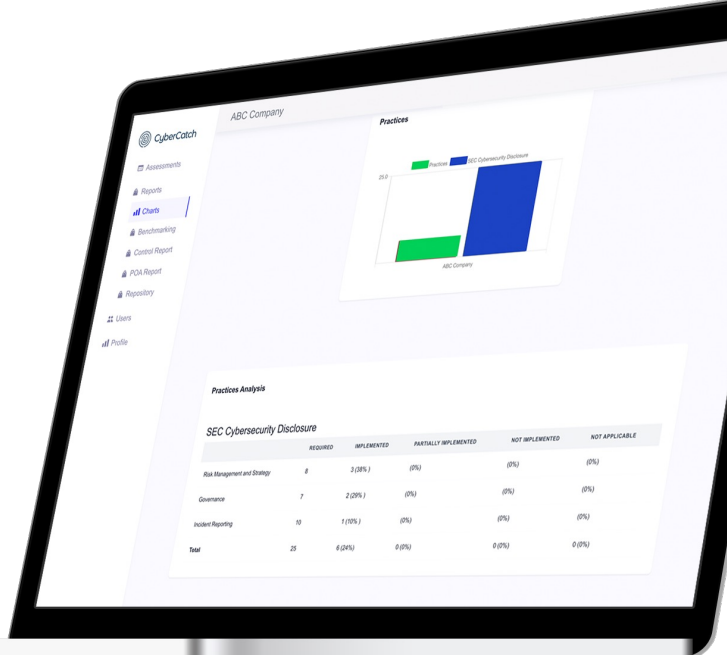 ABC Company
CyberCatch
Assessments
Reports
Charts
Benchmarking
Control Report
POA Report
Repository
Users
Profile
Practices
Practices SEC Cybersecurity Disclosure
25.0
ABC Company
Practices Analysis
SEC Cybersecurity Disclosure
REQUIRED IMPLEMENTED PARTIALLY IMPLEMENTED NOT IMPLEMENTED NOT APPLICABLE
Risk Management and Strategy 8 3 (38% ) (0%) (0%) (0%)
Governance 7 2 (29% ) (0%) (0%) (0%)
Incident Reporting 10 1 (10% ) (0%) (0%) (0%)
Total 25 6 (24%) 0 (0%) 0 (0%) 0 (0%)